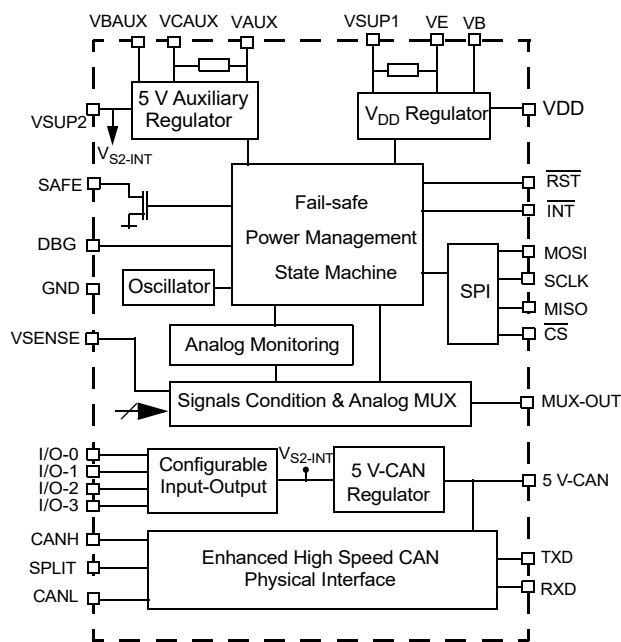 VBAUX VCAUX VAUX VSUP1 VE VB
5 V Auxiliary
Regulator
V_DD Regulator
VDD
VSUP2
V_S2-INT
SAFE
RST
INT
Fail-safe
Power Management
State Machine
DBG
MOSI
SCLK
MISO
CS
SPI
GND
Oscillator
VSENSE
Analog Monitoring
Signals Condition & Analog MUX
MUX-OUT
I/O-0
I/O-1
I/O-2
I/O-3
Configurable
Input-Output
V_S2-INT
5 V-CAN
Regulator
5 V-CAN
CANH
SPLIT
CANL
Enhanced High Speed CAN
Physical Interface
TXD
RXD